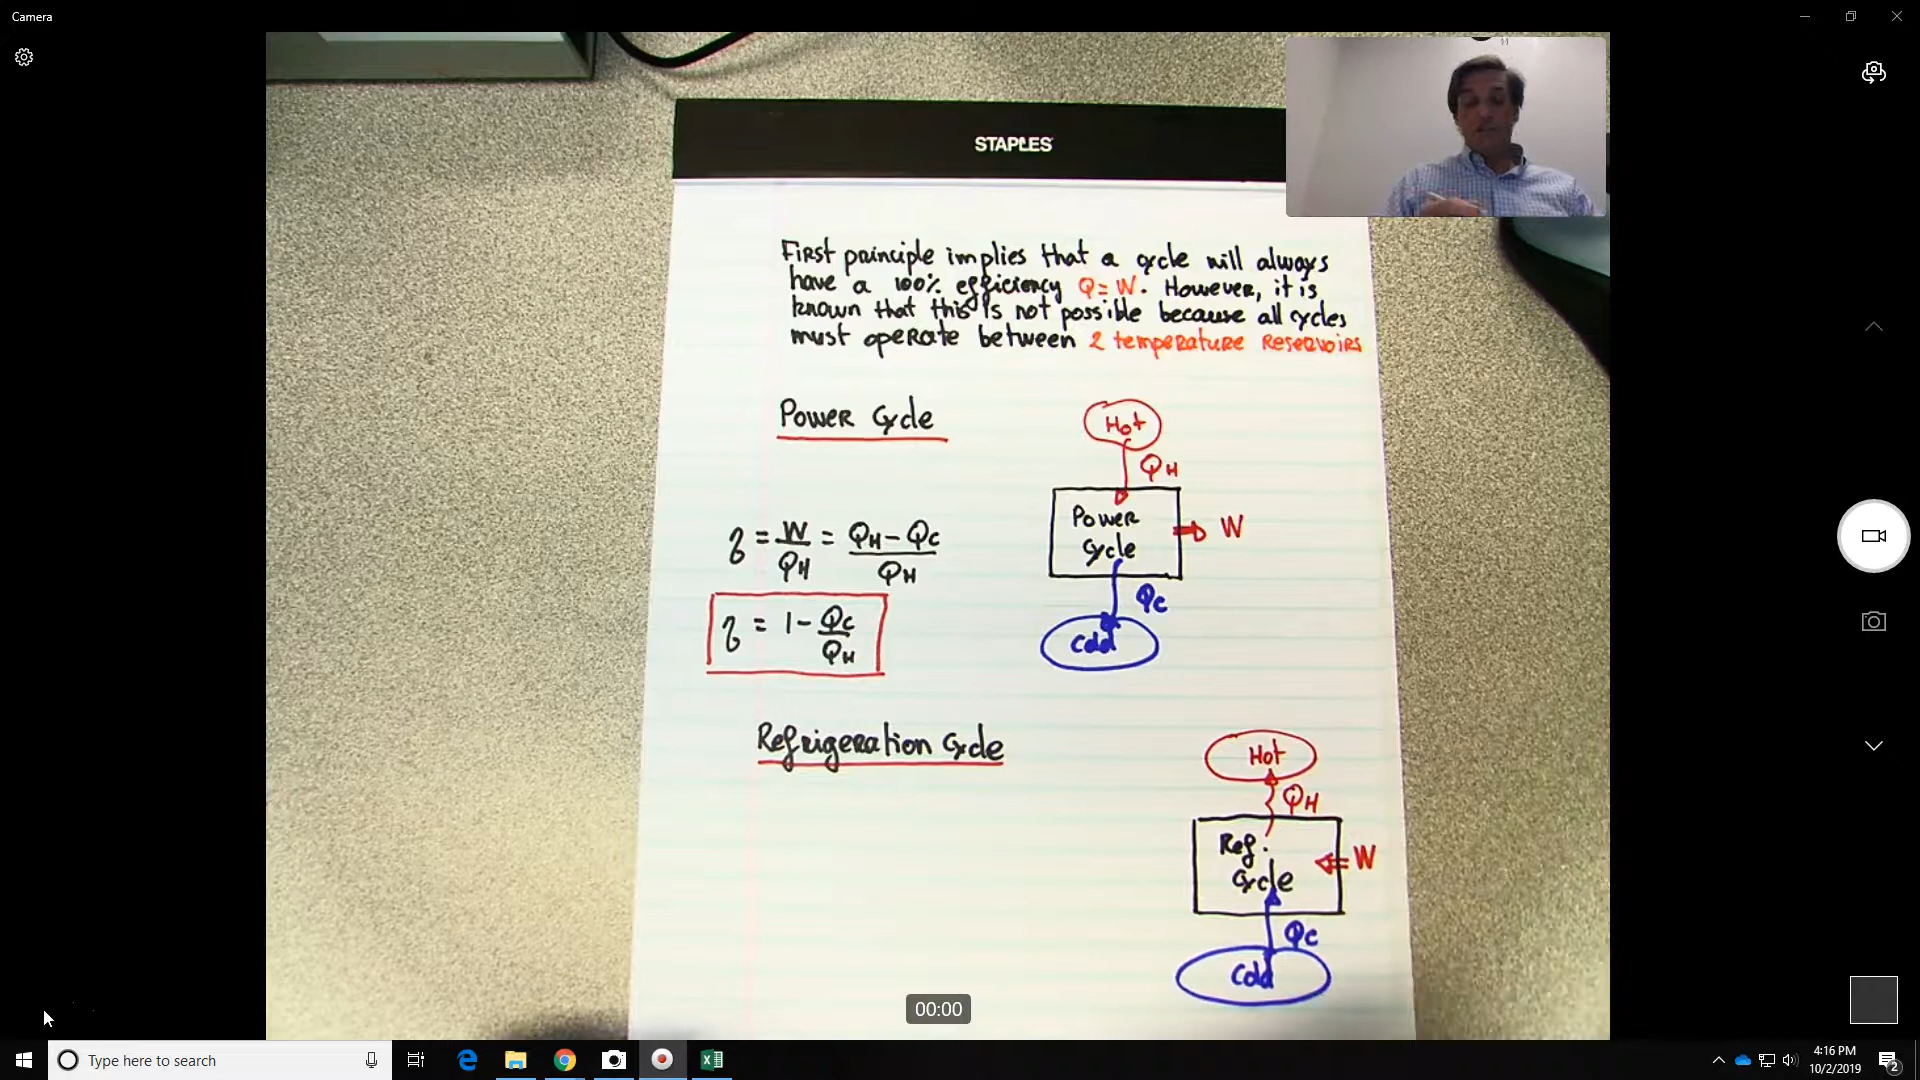 Camera
STAPLES
First principle implies that a cycle will always
have a 100% efficiency Q = W. However, it is
known that this is not possible because all cycles
must operate between 2 temperature reservoirs
Power Cycle
Hot
QH
Power
Cycle
W
η = W/QH = (QH - QC)/QH
QC
Cold
η = 1 - QC/QH
Refrigeration Cycle
Hot
QH
Ref.
Cycle
W
QC
Cold
00:00
Type here to search
4:16 PM
10/2/2019
2